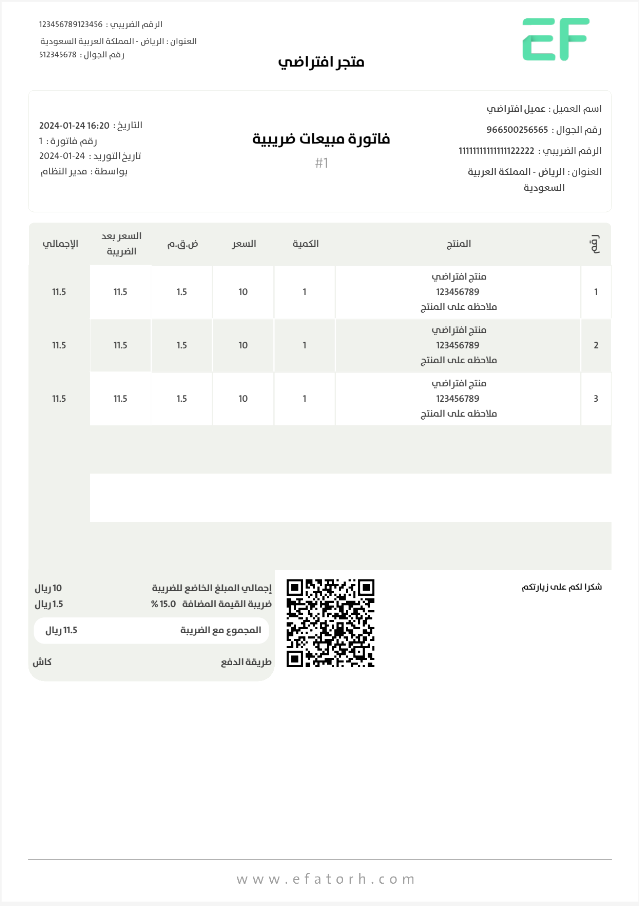 EF
الرقم الضريبي : 123456789123456
العنوان : الرياض - المملكة العربية السعودية
رقم الجوال : 512345678
متجر افتراضي
اسم العميل : عميل افتراضي
رقم الجوال : 966500256565
الرقم الضريبي : 11111111111111122222
العنوان : الرياض - المملكة العربية
السعودية
فاتورة مبيعات ضريبية
#1
التاريخ : 16:20 2024-01-24
رقم فاتورة : 1
تاريخ التوريد : 2024-01-24
بواسطة : مدير النظام
رقم المنتج الكمية السعر ض.ق.م السعر بعد الضريبة الإجمالي
1 منتج افتراضي 1 10 1.5 11.5 11.5
123456789
ملاحظه على المنتج
2 منتج افتراضي 1 10 1.5 11.5 11.5
123456789
ملاحظه على المنتج
3 منتج افتراضي 1 10 1.5 11.5 11.5
123456789
ملاحظه على المنتج
شكرا لكم على زيارتكم
إجمالي المبلغ الخاضع للضريبة 10 ريال
ضريبة القيمة المضافة 15.0 % 1.5 ريال
المجموع مع الضريبة 11.5 ريال
طريقة الدفع كاش
www.efatorh.com